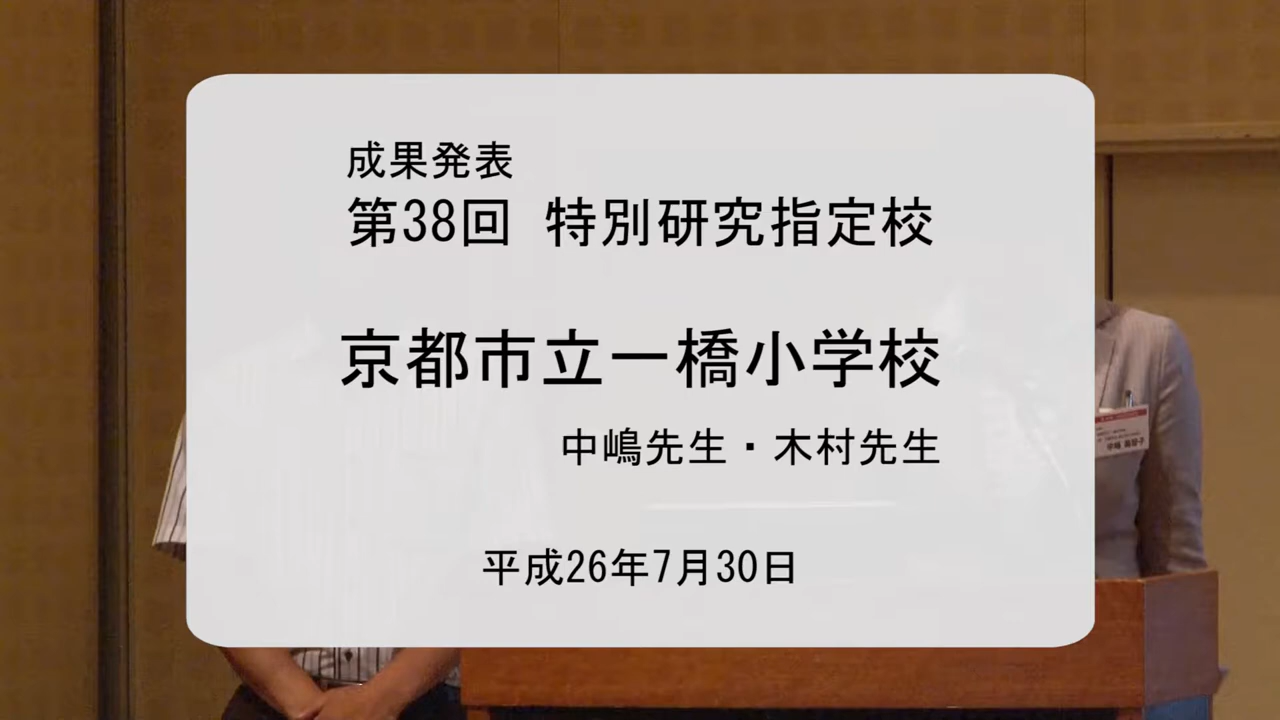 成果発表
第38回 特別研究指定校
京都市立一橋小学校
中嶋先生・木村先生
平成26年7月30日